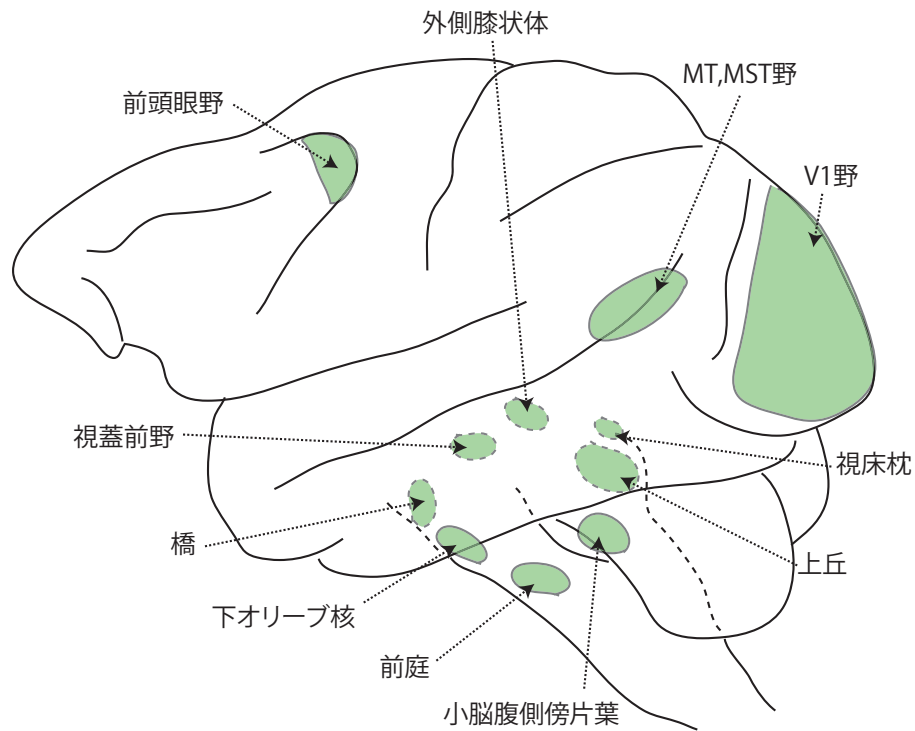 外側膝状体
MT,MST野
前頭眼野
V1野
視蓋前野
視床枕
橋
上丘
下オリーブ核
前庭
小脳腹側傍片葉